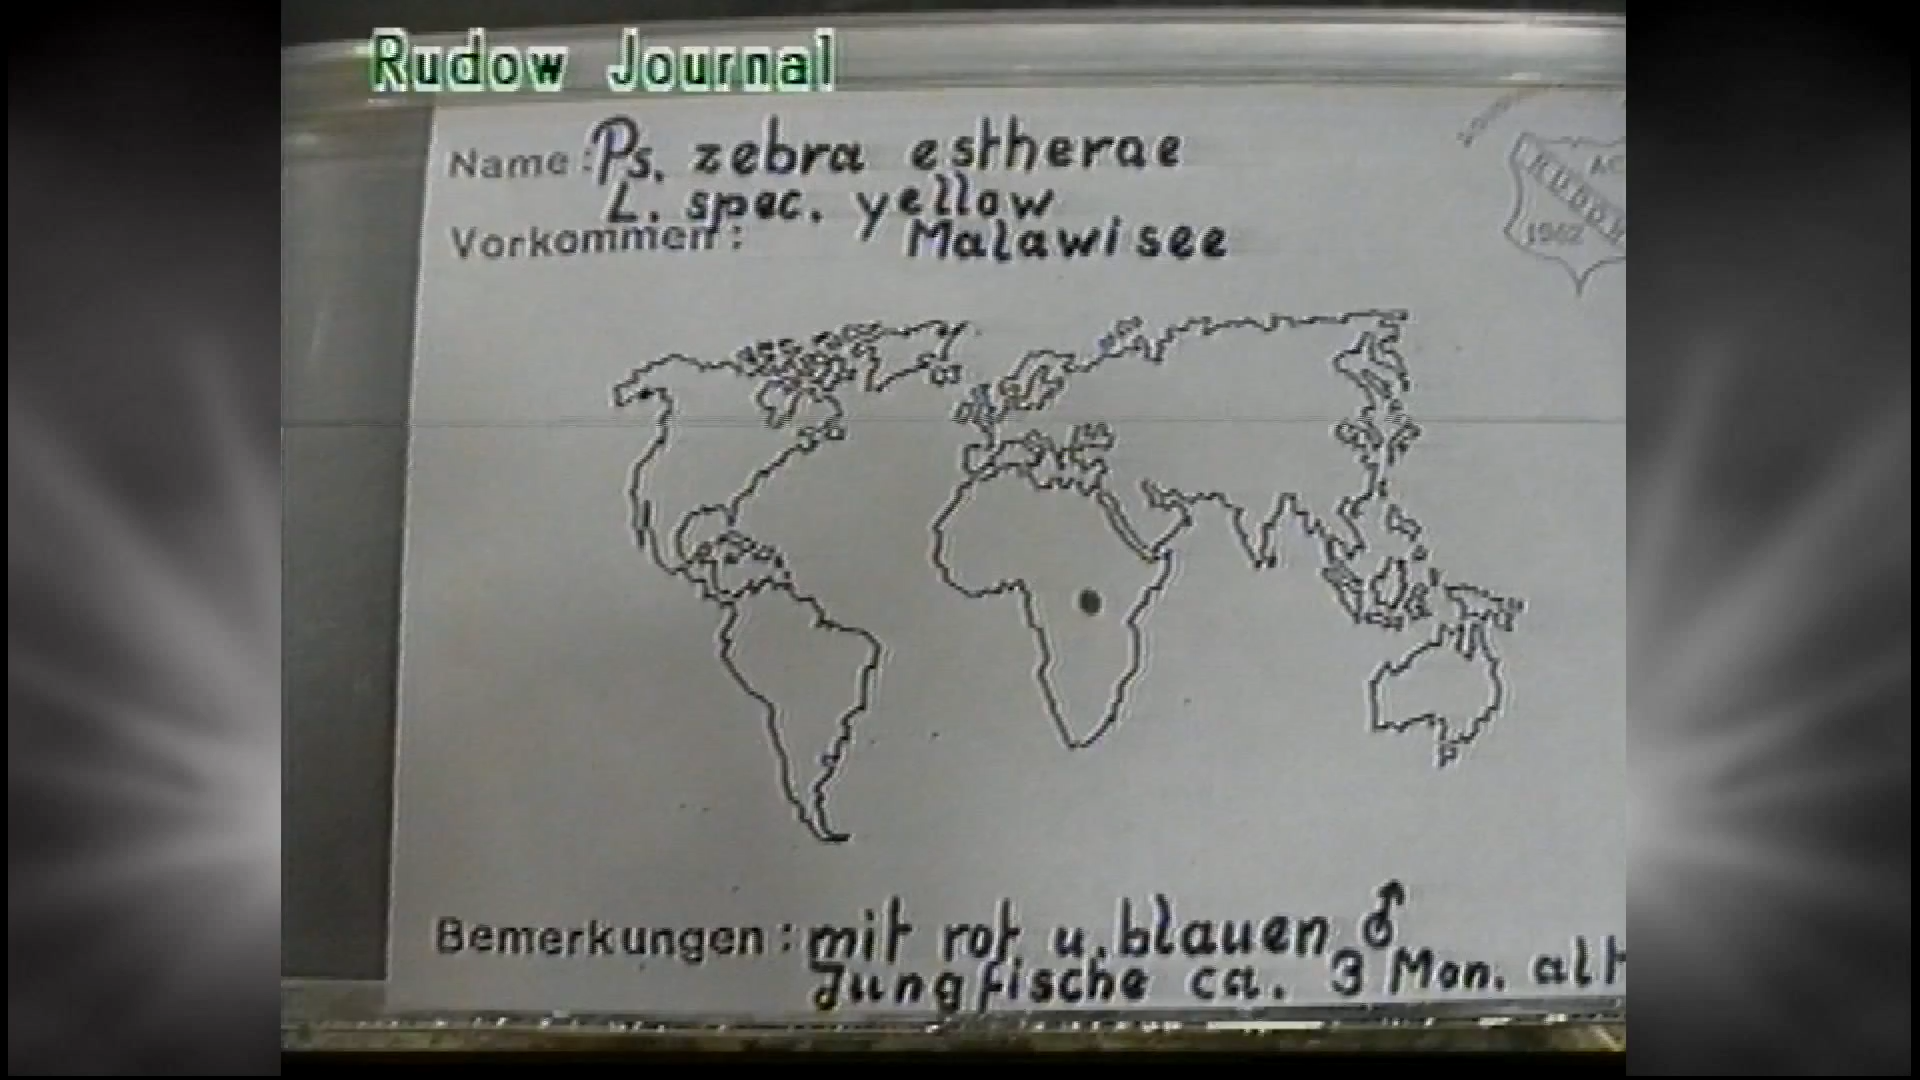 Rudow Journal
Name: Ps. zebra estherae
L. spec. yellow
Vorkommen: Malawisee
1962
Bemerkungen: mit rot. u. blauen ♂
Jungfische ca. 3 Mon. alt